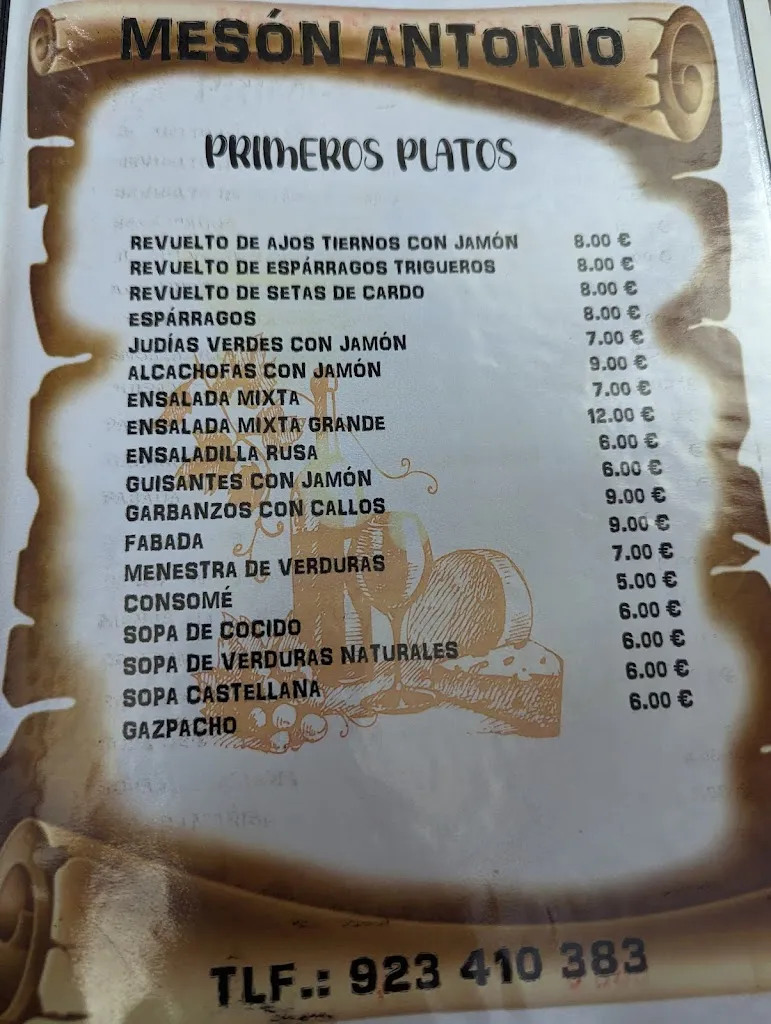 MESÓN ANTONIO
PRIMEROS PLATOS
REVUELTO DE AJOS TIERNOS CON JAMÓN 8.00 €
REVUELTO DE ESPÁRRAGOS TRIGUEROS 8.00 €
REVUELTO DE SETAS DE CARDO 8.00 €
ESPÁRRAGOS 8.00 €
JUDÍAS VERDES CON JAMÓN 7.00 €
ALCACHOFAS CON JAMÓN 9.00 €
ENSALADA MIXTA 7.00 €
ENSALADA MIXTA GRANDE 12.00 €
ENSALADILLA RUSA 6.00 €
GUISANTES CON JAMÓN 6.00 €
GARBANZOS CON CALLOS 9.00 €
FABADA 9.00 €
MENESTRA DE VERDURAS 7.00 €
CONSOMÉ 5.00 €
SOPA DE COCIDO 6.00 €
SOPA DE VERDURAS NATURALES 6.00 €
SOPA CASTELLANA 6.00 €
GAZPACHO 6.00 €
TLF.: 923 410 383